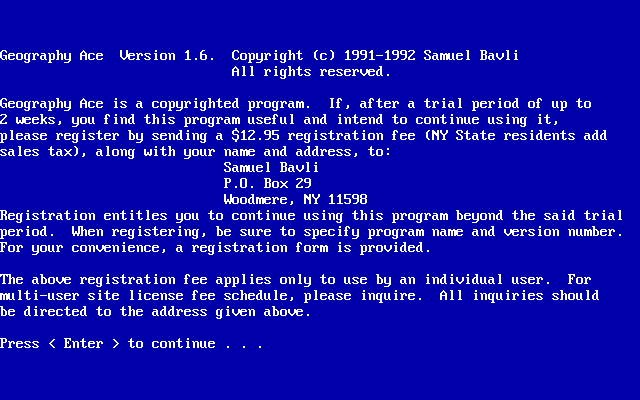 Geography Ace  Version 1.6.  Copyright (c) 1991-1992 Samuel Bavli
All rights reserved.
Geography Ace is a copyrighted program.  If, after a trial period of up to
2 weeks, you find this program useful and intend to continue using it,
please register by sending a $12.95 registration fee (NY State residents add
sales tax), along with your name and address, to:
Samuel Bavli
P.O. Box 29
Woodmere, NY 11598
Registration entitles you to continue using this program beyond the said trial
period.  When registering, be sure to specify program name and version number.
For your convenience, a registration form is provided.
The above registration fee applies only to use by an individual user.  For
multi-user site license fee schedule, please inquire.  All inquiries should
be directed to the address given above.
Press < Enter > to continue . . .